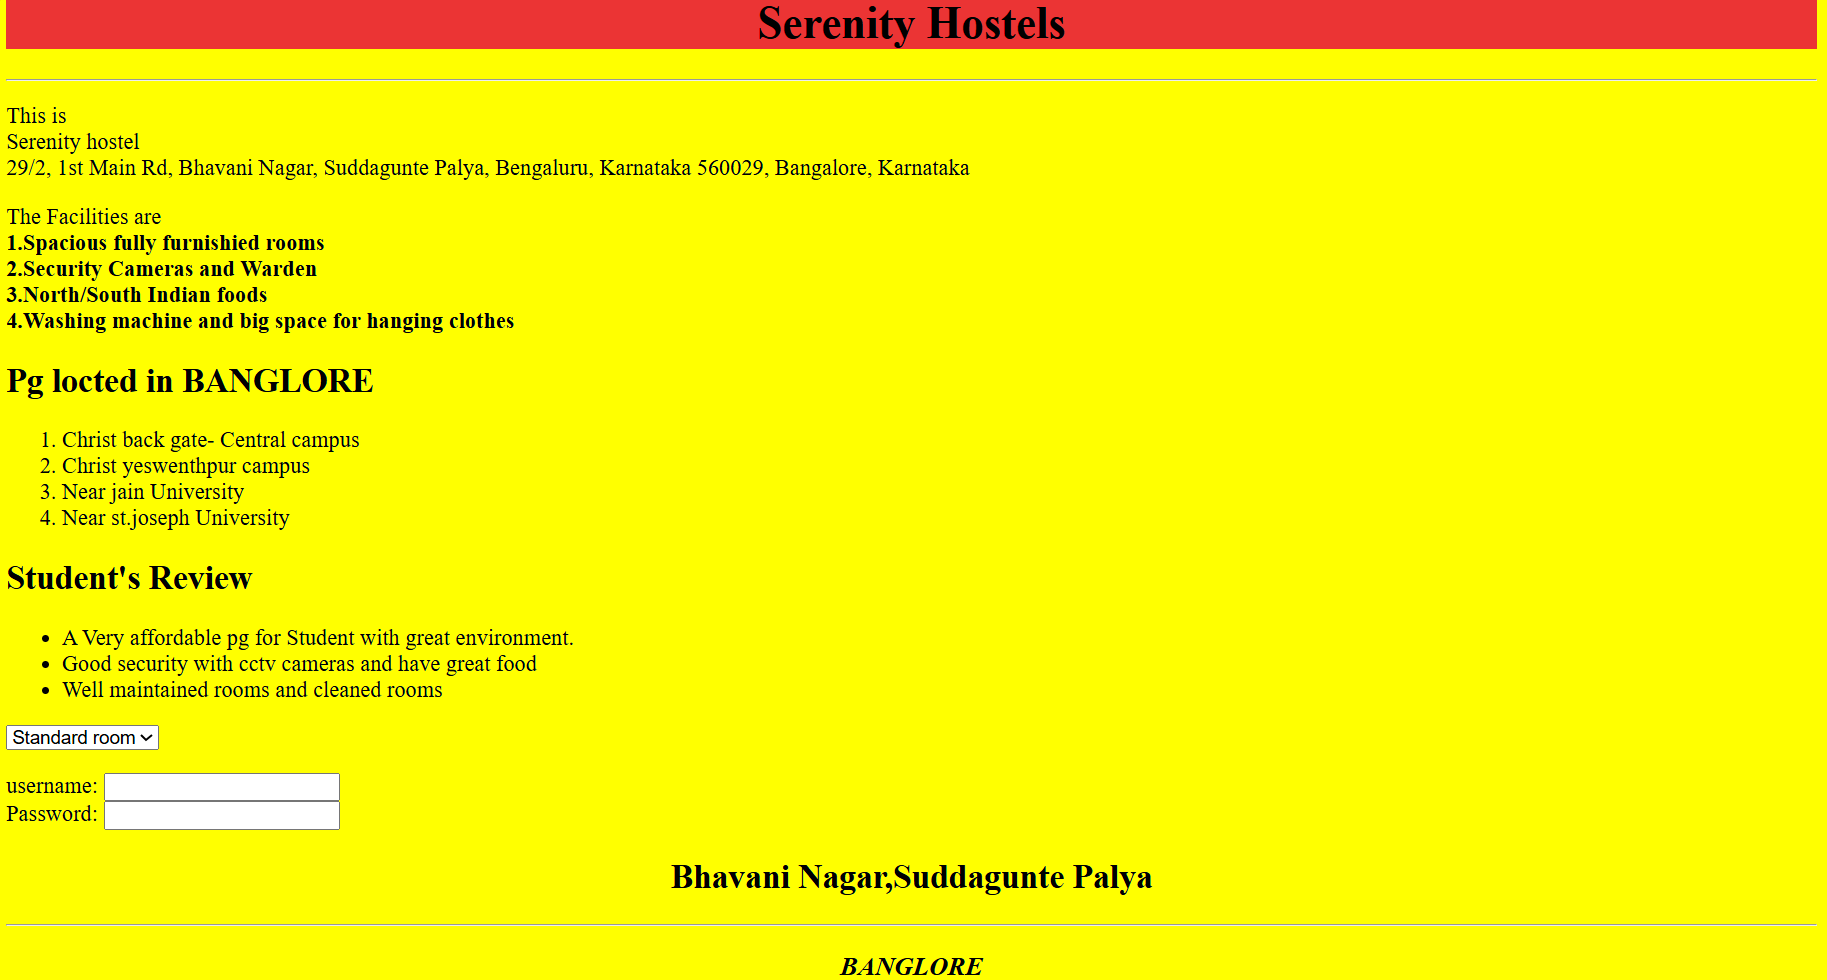 Serenity Hostels
This is
Serenity hostel
29/2, 1st Main Rd, Bhavani Nagar, Suddagunte Palya, Bengaluru, Karnataka 560029, Bangalore, Karnataka
The Facilities are
1.Spacious fully furnishied rooms
2.Security Cameras and Warden
3.North/South Indian foods
4.Washing machine and big space for hanging clothes
Pg locted in BANGLORE
1. Christ back gate- Central campus
2. Christ yeswenthpur campus
3. Near jain University
4. Near st.joseph University
Student's Review
• A Very affordable pg for Student with great environment.
• Good security with cctv cameras and have great food
• Well maintained rooms and cleaned rooms
Standard room
username:
Password:
Bhavani Nagar,Suddagunte Palya
BANGLORE